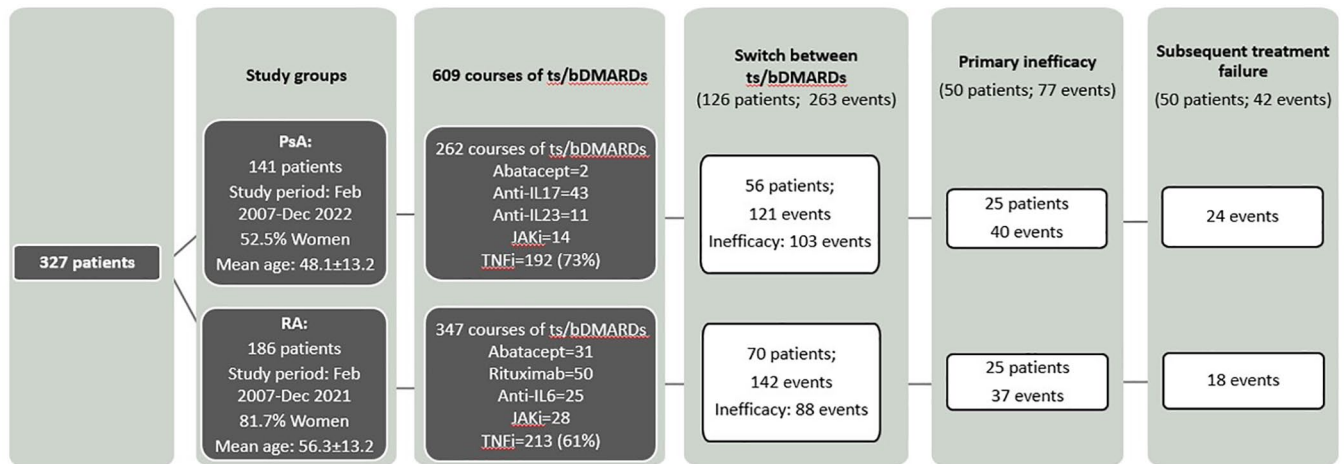 327 patients
Study groups
PsA:
141 patients
Study period: Feb
2007-Dec 2022
52.5% Women
Mean age: 48.1±13.2
RA:
186 patients
Study period: Feb
2007-Dec 2021
81.7% Women
Mean age: 56.3±13.2
609 courses of ts/bDMARDs
262 courses of ts/bDMARDs
Abatacept=2
Anti-IL17=43
Anti-IL23=11
JAKi=14
TNFi=192 (73%)
347 courses of ts/bDMARDs
Abatacept=31
Rituximab=50
Anti-IL6=25
JAKi=28
TNFi=213 (61%)
Switch between
ts/bDMARDs
(126 patients; 263 events)
56 patients;
121 events
Inefficacy: 103 events
70 patients;
142 events
Inefficacy: 88 events
Primary inefficacy
(50 patients; 77 events)
25 patients
40 events
25 patients
37 events
Subsequent treatment
failure
(50 patients; 42 events)
24 events
18 events